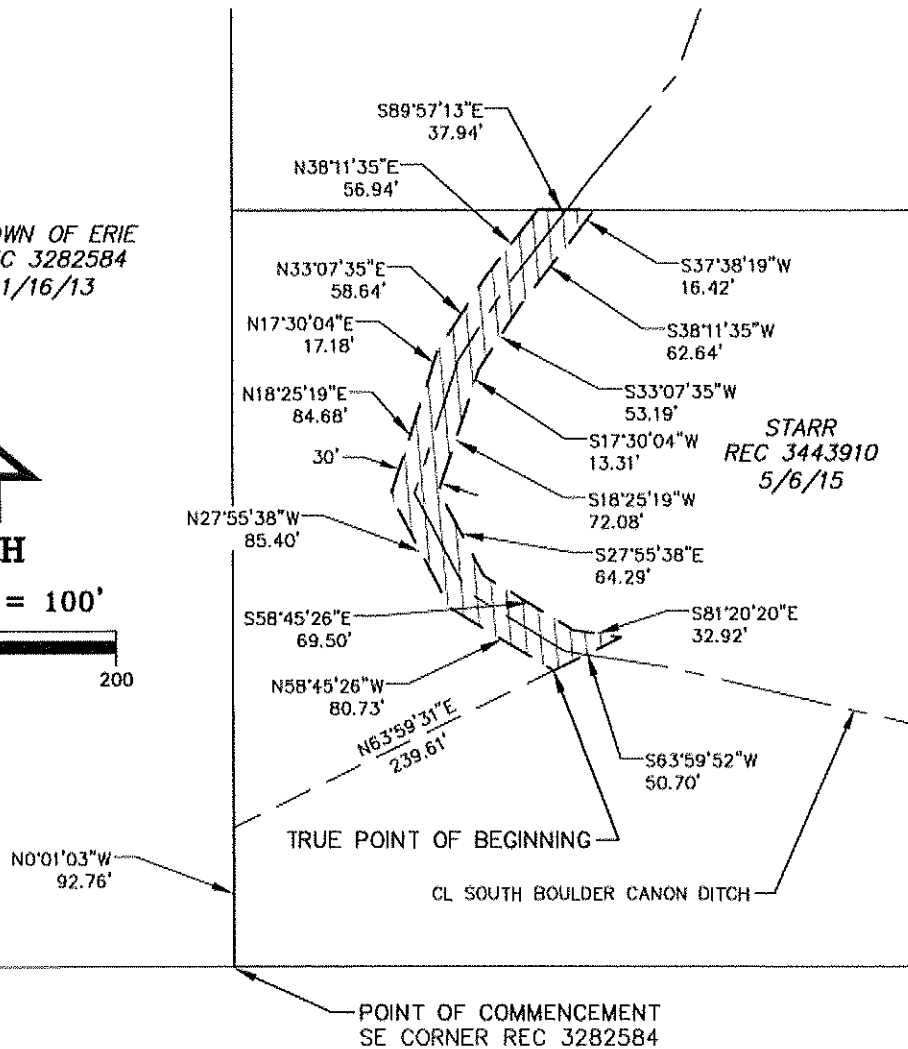 S89°57'13"E
37.94'
N38°11'35"E
56.94'
OWN OF ERIE
EC 3282584
1/16/13
N33°07'35"E
58.64'
N17°30'04"E
17.18'
N18°25'19"E
84.68'
30'
N27°55'38"W
85.40'
H
= 100'
200
S37°38'19"W
16.42'
S38°11'35"W
62.64'
S33°07'35"W
53.19'
S17°30'04"W
13.31'
STARR
REC 3443910
5/6/15
S18°25'19"W
72.08'
S27°55'38"E
64.29'
S58°45'26"E
69.50'
S81°20'20"E
32.92'
N58°45'26"W
80.73'
N63°59'31"E
239.61'
S63°59'52"W
50.70'
TRUE POINT OF BEGINNING
N0°01'03"W
92.76'
CL SOUTH BOULDER CANON DITCH
POINT OF COMMENCEMENT
SE CORNER REC 3282584